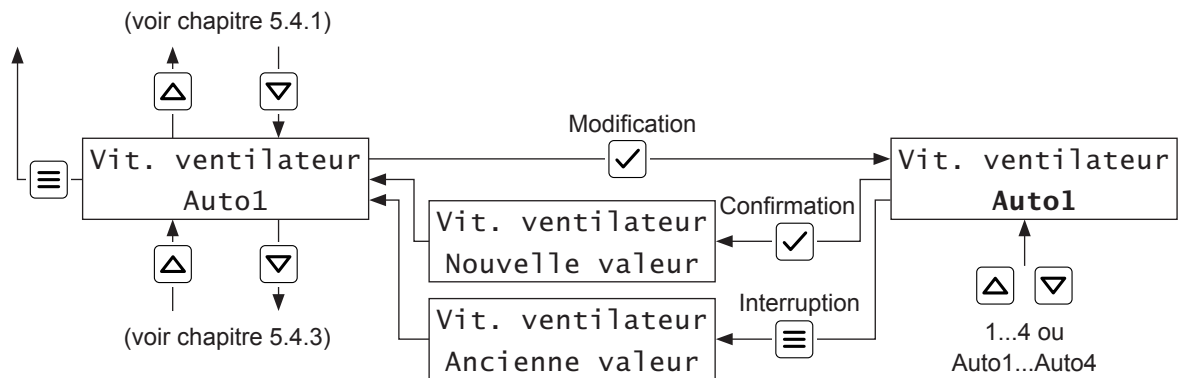 (voir chapitre 5.4.1)
Modification
Vit. ventilateur
Auto1
Vit. ventilateur
Auto1
Confirmation
Vit. ventilateur
Nouvelle valeur
Interruption
Vit. ventilateur
Ancienne valeur
(voir chapitre 5.4.3)
1...4 ou
Auto1...Auto4